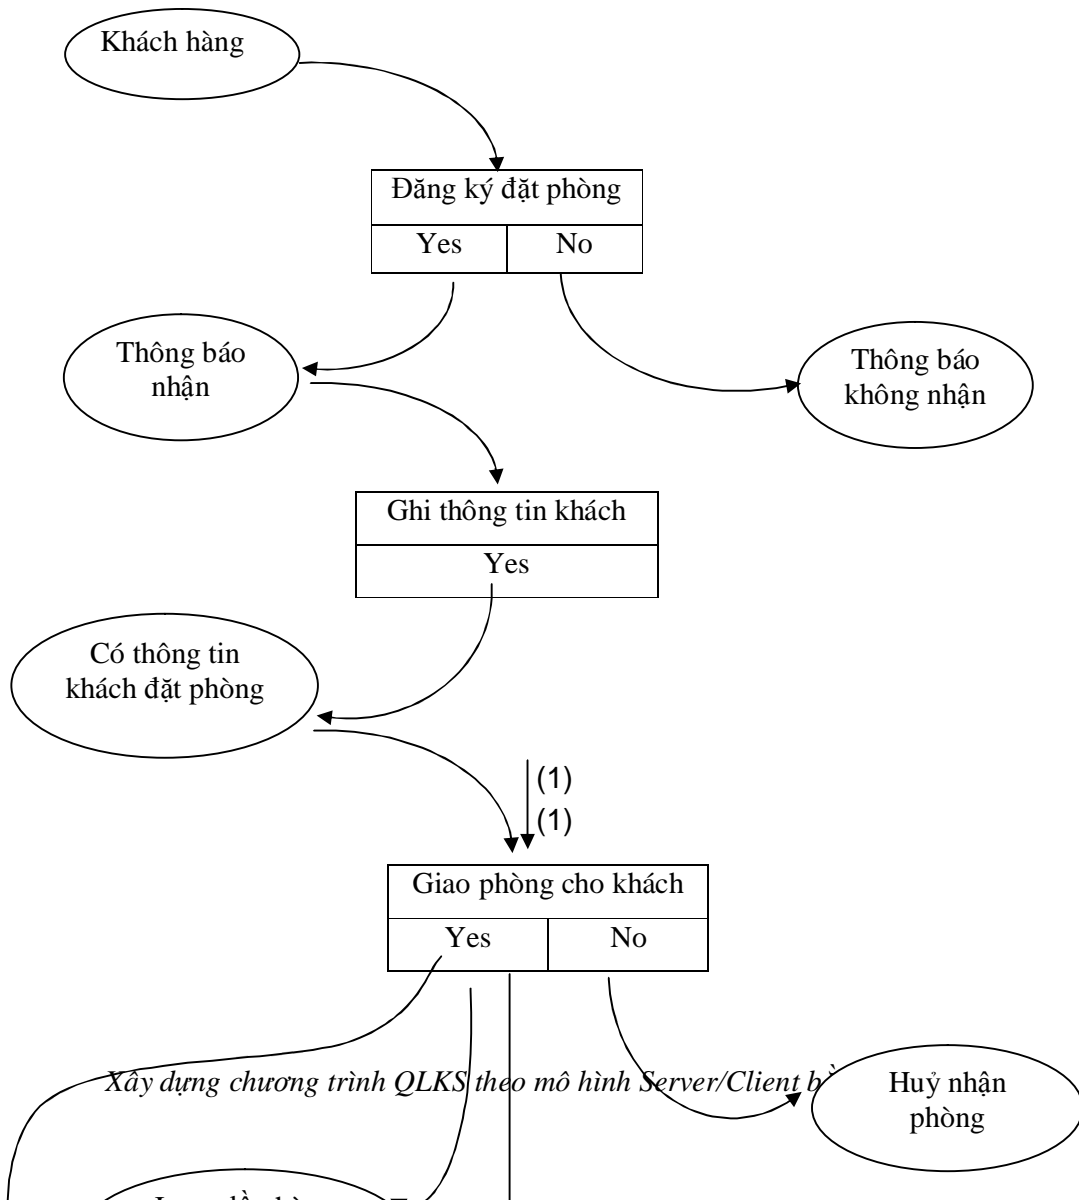 Khách hàng
Đăng ký đặt phòng
Yes
No
Thông báo
nhận
Thông báo
không nhận
Ghi thông tin khách
Yes
Có thông tin
khách đặt phòng
(1)
(1)
Giao phòng cho khách
Yes
No
Xây dựng chương trình QLKS theo mô hình Server/Client
Huỷ nhận
phòng